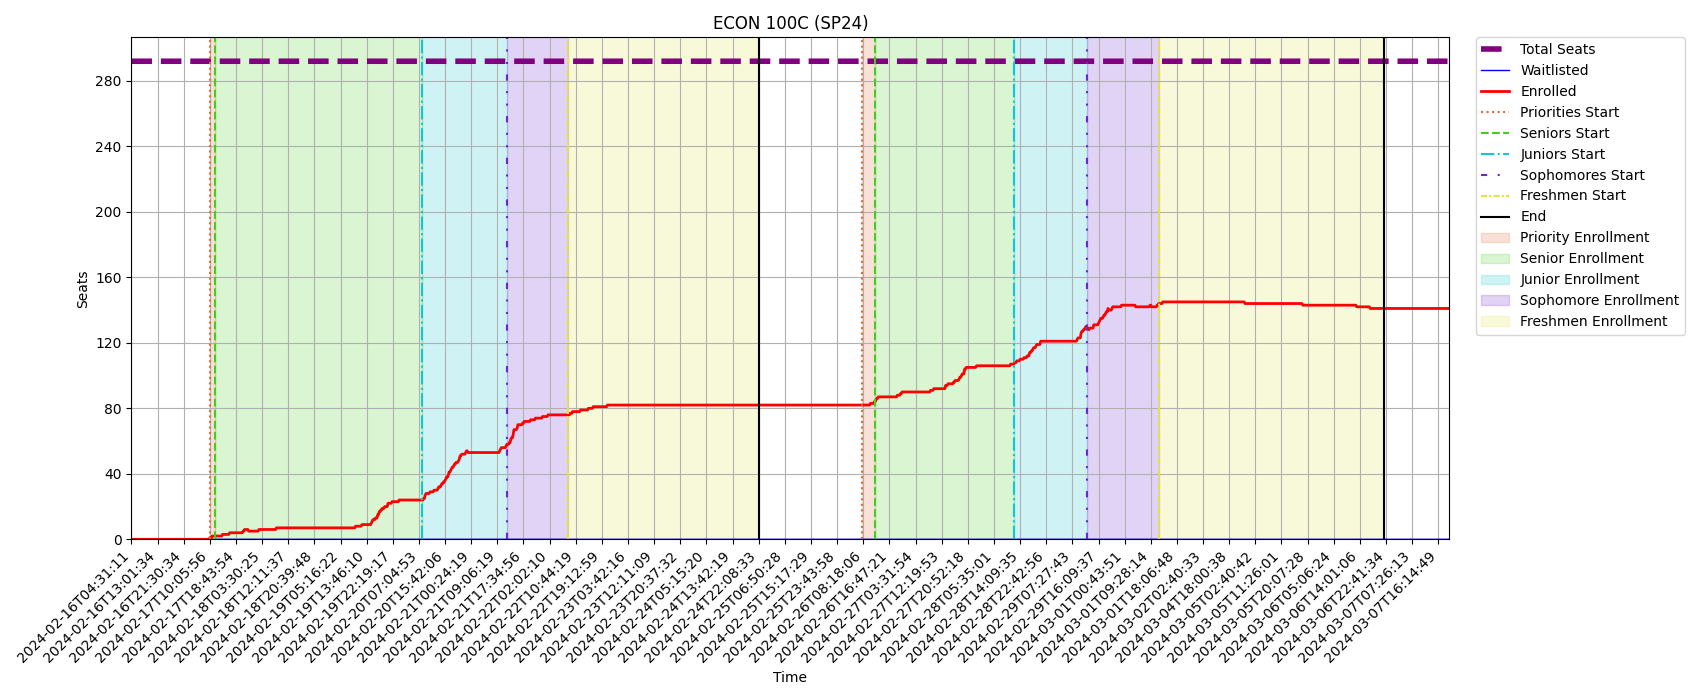 ECON 100C (SP24)
Seats
280
240
200
160
120
80
40
0
2024-02-16T04:31:11
2024-02-16T13:01:34
2024-02-16T21:30:34
2024-02-17T10:05:56
2024-02-17T18:43:54
2024-02-18T03:30:25
2024-02-18T12:11:37
2024-02-18T20:39:48
2024-02-19T05:16:22
2024-02-19T13:46:10
2024-02-19T22:19:17
2024-02-20T07:04:53
2024-02-20T15:42:06
2024-02-21T00:24:19
2024-02-21T09:06:19
2024-02-21T17:34:56
2024-02-22T02:02:10
2024-02-22T10:44:19
2024-02-22T19:12:59
2024-02-23T03:42:16
2024-02-23T12:11:09
2024-02-23T20:37:32
2024-02-24T05:15:20
2024-02-24T13:42:19
2024-02-24T22:08:33
2024-02-25T06:50:28
2024-02-25T15:17:29
2024-02-25T23:43:58
2024-02-26T08:18:06
2024-02-26T16:47:21
2024-02-27T03:31:54
2024-02-27T12:19:53
2024-02-27T20:52:18
2024-02-28T05:35:01
2024-02-28T14:09:35
2024-02-28T22:42:56
2024-02-29T07:27:43
2024-02-29T16:09:37
2024-03-01T00:43:51
2024-03-01T09:28:14
2024-03-01T18:06:48
2024-03-02T02:40:33
2024-03-04T18:00:38
2024-03-05T02:40:42
2024-03-05T11:26:01
2024-03-05T20:07:28
2024-03-06T05:06:24
2024-03-06T14:01:06
2024-03-06T22:41:34
2024-03-07T07:26:13
2024-03-07T16:14:49
Time
Total Seats
Waitlisted
Enrolled
Priorities Start
Seniors Start
Juniors Start
Sophomores Start
Freshmen Start
End
Priority Enrollment
Senior Enrollment
Junior Enrollment
Sophomore Enrollment
Freshmen Enrollment